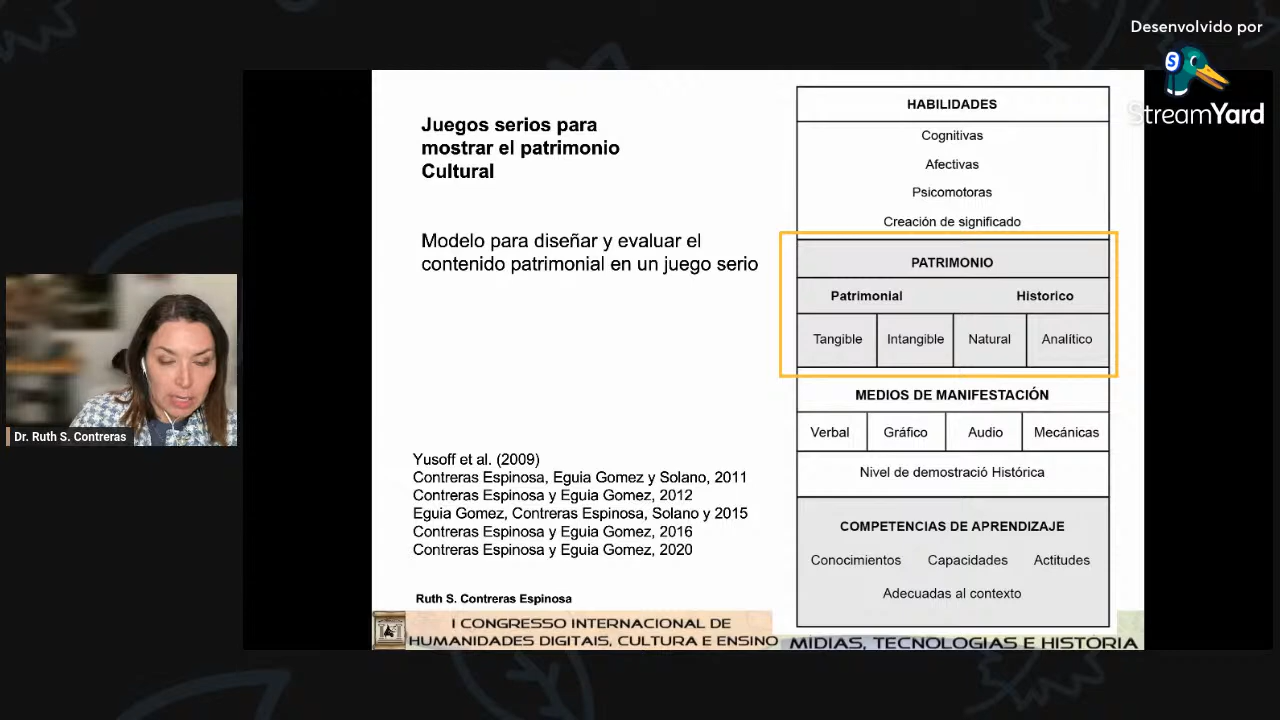 Desenvolvido por
StreamYard
Juegos serios para
mostrar el patrimonio
Cultural
Modelo para diseñar y evaluar el
contenido patrimonial en un juego serio
Yusoff et al. (2009)
Contreras Espinosa, Eguia Gomez y Solano, 2011
Contreras Espinosa y Eguia Gomez, 2012
Eguia Gomez, Contreras Espinosa, Solano y 2015
Contreras Espinosa y Eguia Gomez, 2016
Contreras Espinosa y Eguia Gomez, 2020
Ruth S. Contreras Espinosa
HABILIDADES
Cognitivas
Afectivas
Psicomotoras
Creación de significado
PATRIMONIO
Patrimonial Historico
Tangible Intangible Natural Analítico
MEDIOS DE MANIFESTACIÓN
Verbal Gráfico Audio Mecánicas
Nivel de demostració Histórica
COMPETENCIAS DE APRENDIZAJE
Conocimientos Capacidades Actitudes
Adecuadas al contexto
I CONGRESSO INTERNACIONAL DE
HUMANIDADES DIGITAIS, CULTURA E ENSINO
MÍDIAS, TECNOLOGIAS E HISTÓRIA
Dr. Ruth S. Contreras